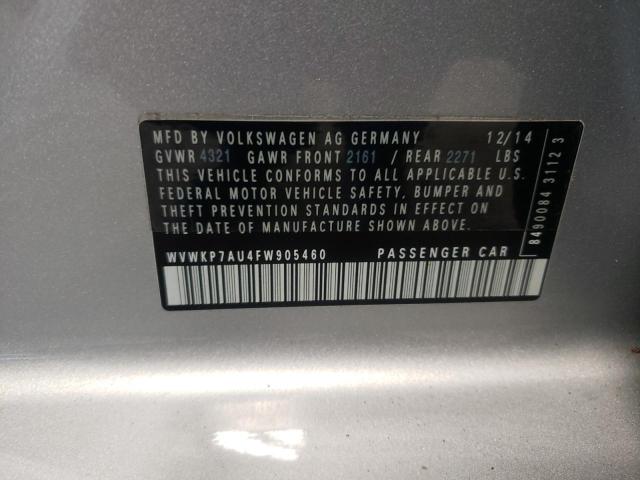 MFD BY VOLKSWAGEN AG GERMANY 12/14
GVWR 4321 GAWR FRONT 2161 / REAR 2271 LBS
THIS VEHICLE CONFORMS TO ALL APPLICABLE U.S.
FEDERAL MOTOR VEHICLE SAFETY, BUMPER AND
THEFT PREVENTION STANDARDS IN EFFECT ON
THE DATE OF MANUFACTURE SHOWN ABOVE.
WVWKP7AU4FW905460 PASSENGER CAR
8490084 3112 3